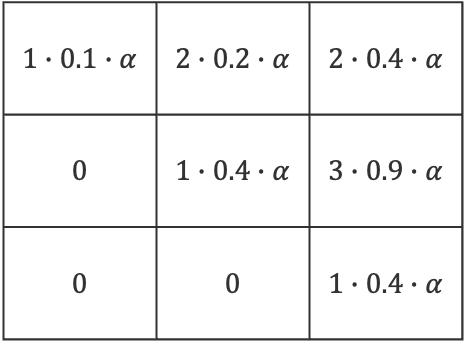 1 · 0.1 · α 2 · 0.2 · α 2 · 0.4 · α
0 1 · 0.4 · α 3 · 0.9 · α
0 0 1 · 0.4 · α